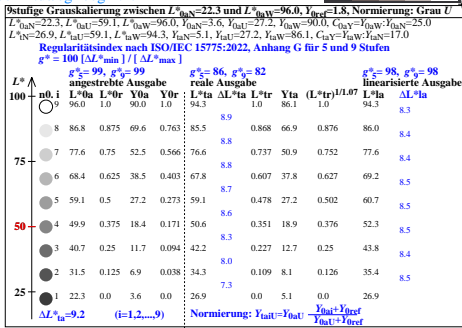 9stufige Grauskalierung zwischen L*0aN=22.3 und L*0aW=96.0, Y0ref=1.8, Normierung: Grau U
L*0aN=22.3, L*aU=59.1, L*aW=96.0, Y0aN=3.6, Y0aU=27.2, Y0aW=90.0, C0aY=Y0aW:Y0aN=25.0
L*iN=26.9, L*iaU=59.1, L*taW=94.3, Y1aN=5.1, YtaU=27.2, YtaW=86.1, CtaY=YtaW:YtaN=17.0
Regularitätsindex nach ISO/IEC 15775:2022, Anhang G für 5 und 9 Stufen
g* = 100 [ΔL*min ] / [ ΔL*max ]
g*5= 99, g*9= 99 g*5= 86, g*9= 82 g*5= 98, g*9= 98
angestrebte Ausgabe reale Ausgabe linearisierte Ausgabe
L* n0. i L*0a L*0r Y0a Y0r L*ta ΔL*ta L*tr Yta (L*tr)1/1.07 L*la ΔL*la
100 9 96.0 1.0 90.0 1.0 94.3 1.0 86.1 1.0 94.3
8.9 8.3
8 86.8 0.875 69.6 0.763 85.5 0.868 66.9 0.876 86.0
8.8 8.4
75 7 77.6 0.75 52.5 0.566 76.6 0.737 50.9 0.752 77.6
8.8 8.5
6 68.4 0.625 38.5 0.403 67.8 0.607 37.8 0.627 69.2
8.7 8.5
5 59.1 0.5 27.2 0.273 59.1 0.478 27.2 0.502 60.7
8.6 8.5
50 4 49.9 0.375 18.4 0.171 50.5 0.351 18.9 0.376 52.3
8.3 8.4
3 40.7 0.25 11.7 0.094 42.2 0.227 12.7 0.25 43.8
8.0 8.4
2 31.5 0.125 6.9 0.038 34.3 0.109 8.1 0.126 35.4
7.3 8.5
25 1 22.3 0.0 3.6 0.0 26.9 0.0 5.1 0.0 26.9
ΔL*ta=9.2 (i=1,2,...,9) Normierung: YtaiU=Y0aU Y0ai+Y0ref
Y0aU+Y0ref